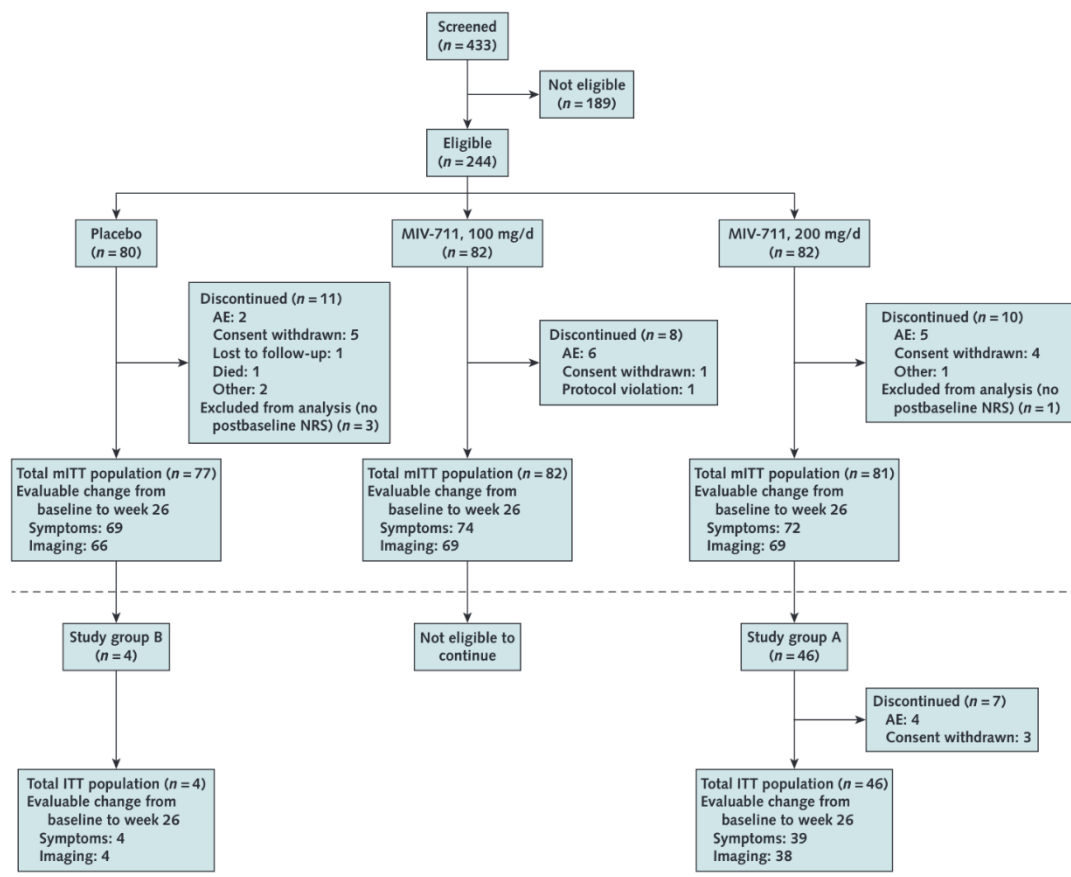 Screened
(n = 433)
Not eligible
(n = 189)
Eligible
(n = 244)
Placebo
(n = 80)
MIV-711, 100 mg/d
(n = 82)
MIV-711, 200 mg/d
(n = 82)
Discontinued (n = 11)
AE: 2
Consent withdrawn: 5
Lost to follow-up: 1
Died: 1
Other: 2
Excluded from analysis (no
postbaseline NRS) (n = 3)
Discontinued (n = 8)
AE: 6
Consent withdrawn: 1
Protocol violation: 1
Discontinued (n = 10)
AE: 5
Consent withdrawn: 4
Other: 1
Excluded from analysis (no
postbaseline NRS) (n = 1)
Total mITT population (n = 77)
Evaluable change from
baseline to week 26
Symptoms: 69
Imaging: 66
Total mITT population (n = 82)
Evaluable change from
baseline to week 26
Symptoms: 74
Imaging: 69
Total mITT population (n = 81)
Evaluable change from
baseline to week 26
Symptoms: 72
Imaging: 69
Study group B
(n = 4)
Not eligible to
continue
Study group A
(n = 46)
Discontinued (n = 7)
AE: 4
Consent withdrawn: 3
Total ITT population (n = 4)
Evaluable change from
baseline to week 26
Symptoms: 4
Imaging: 4
Total ITT population (n = 46)
Evaluable change from
baseline to week 26
Symptoms: 39
Imaging: 38